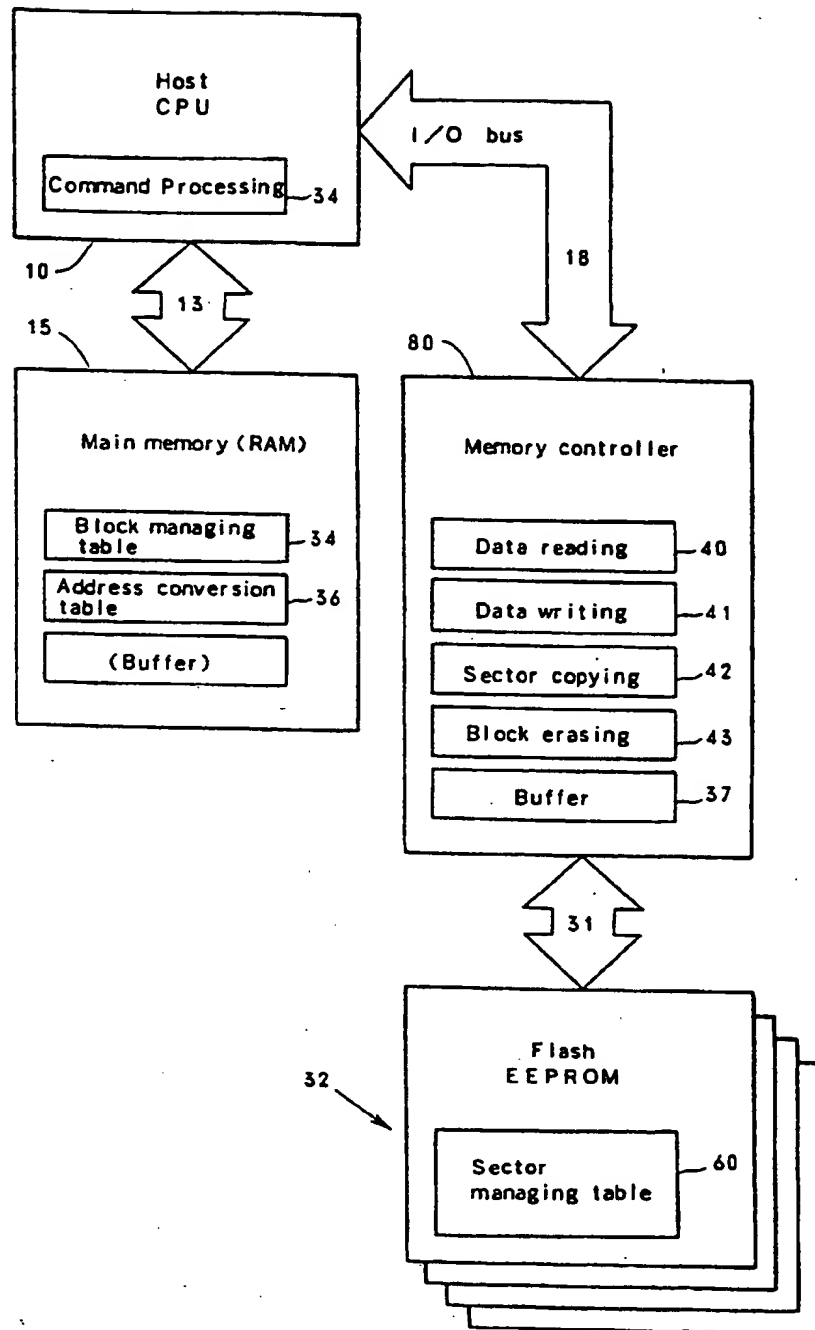 Host
CPU
Command Processing
34
10
I/O bus
18
13
15
Main memory (RAM)
Block managing
table
34
Address conversion
table
36
(Buffer)
80
Memory controller
Data reading
40
Data writing
41
Sector copying
42
Block erasing
43
Buffer
37
31
32
Flash
EEPROM
Sector
managing table
60